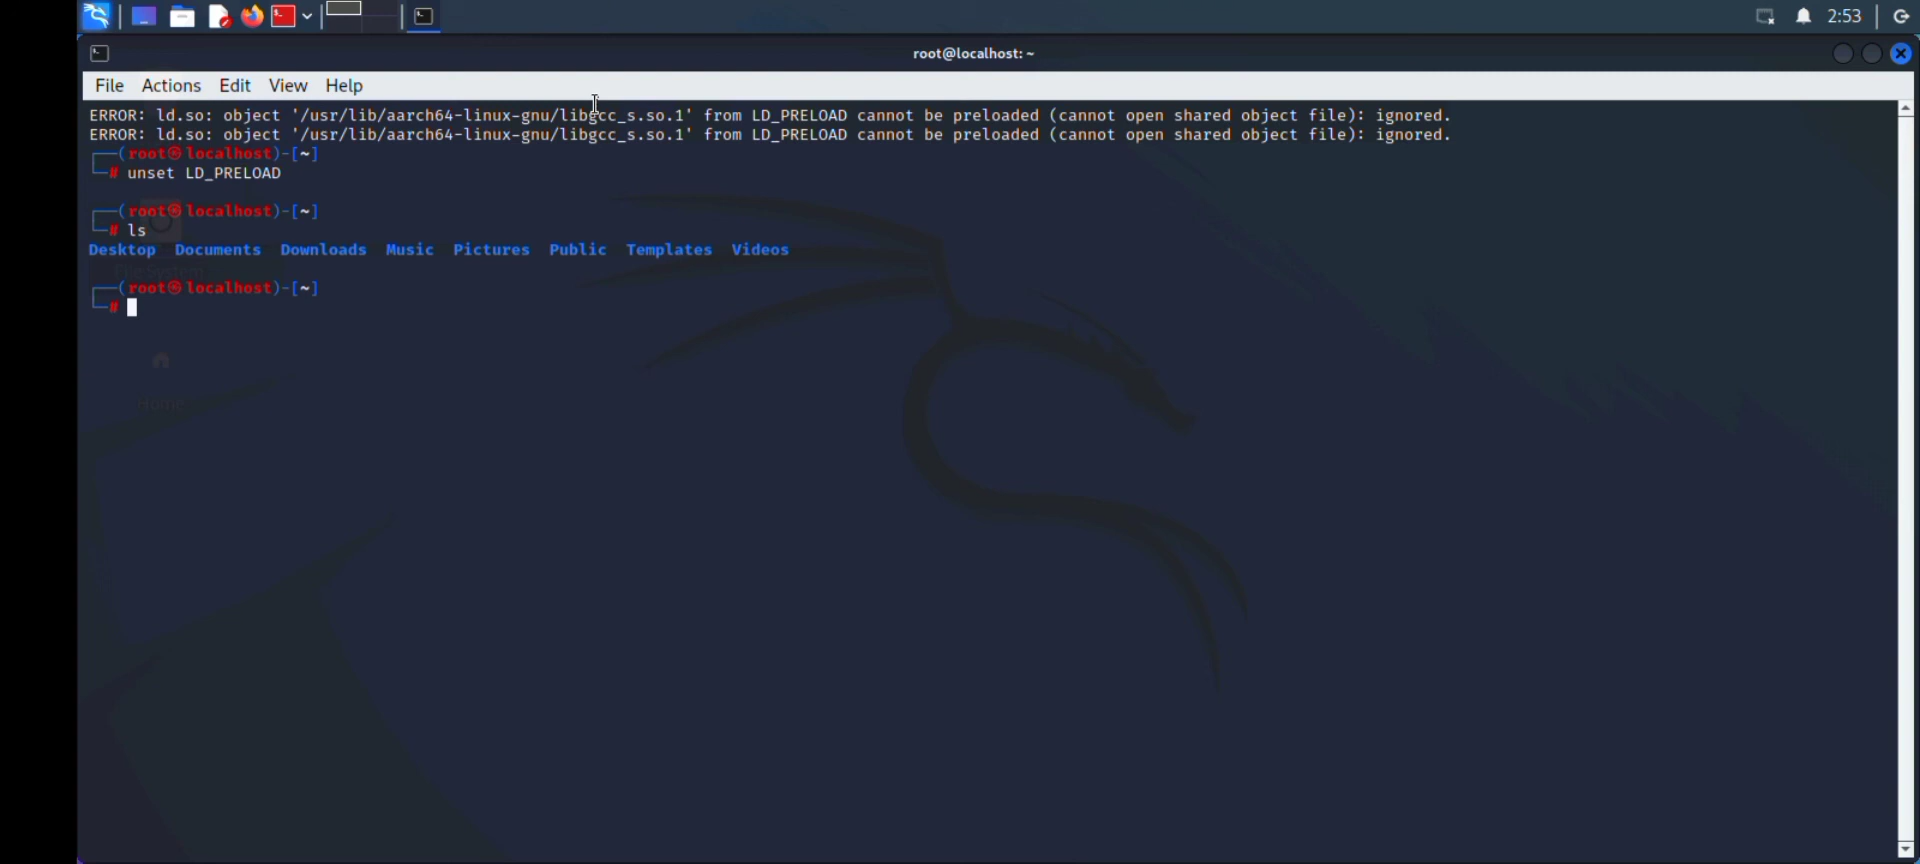 2:53
root@localhost: ~
File Actions Edit View Help
ERROR: ld.so: object '/usr/lib/aarch64-linux-gnu/libgcc_s.so.1' from LD_PRELOAD cannot be preloaded (cannot open shared object file): ignored.
ERROR: ld.so: object '/usr/lib/aarch64-linux-gnu/libgcc_s.so.1' from LD_PRELOAD cannot be preloaded (cannot open shared object file): ignored.
┌──(root㉿localhost)-[~]
└─# unset LD_PRELOAD
┌──(root㉿localhost)-[~]
└─# ls
Desktop Documents Downloads Music Pictures Public Templates Videos
File System
┌──(root㉿localhost)-[~]
└─#
Home